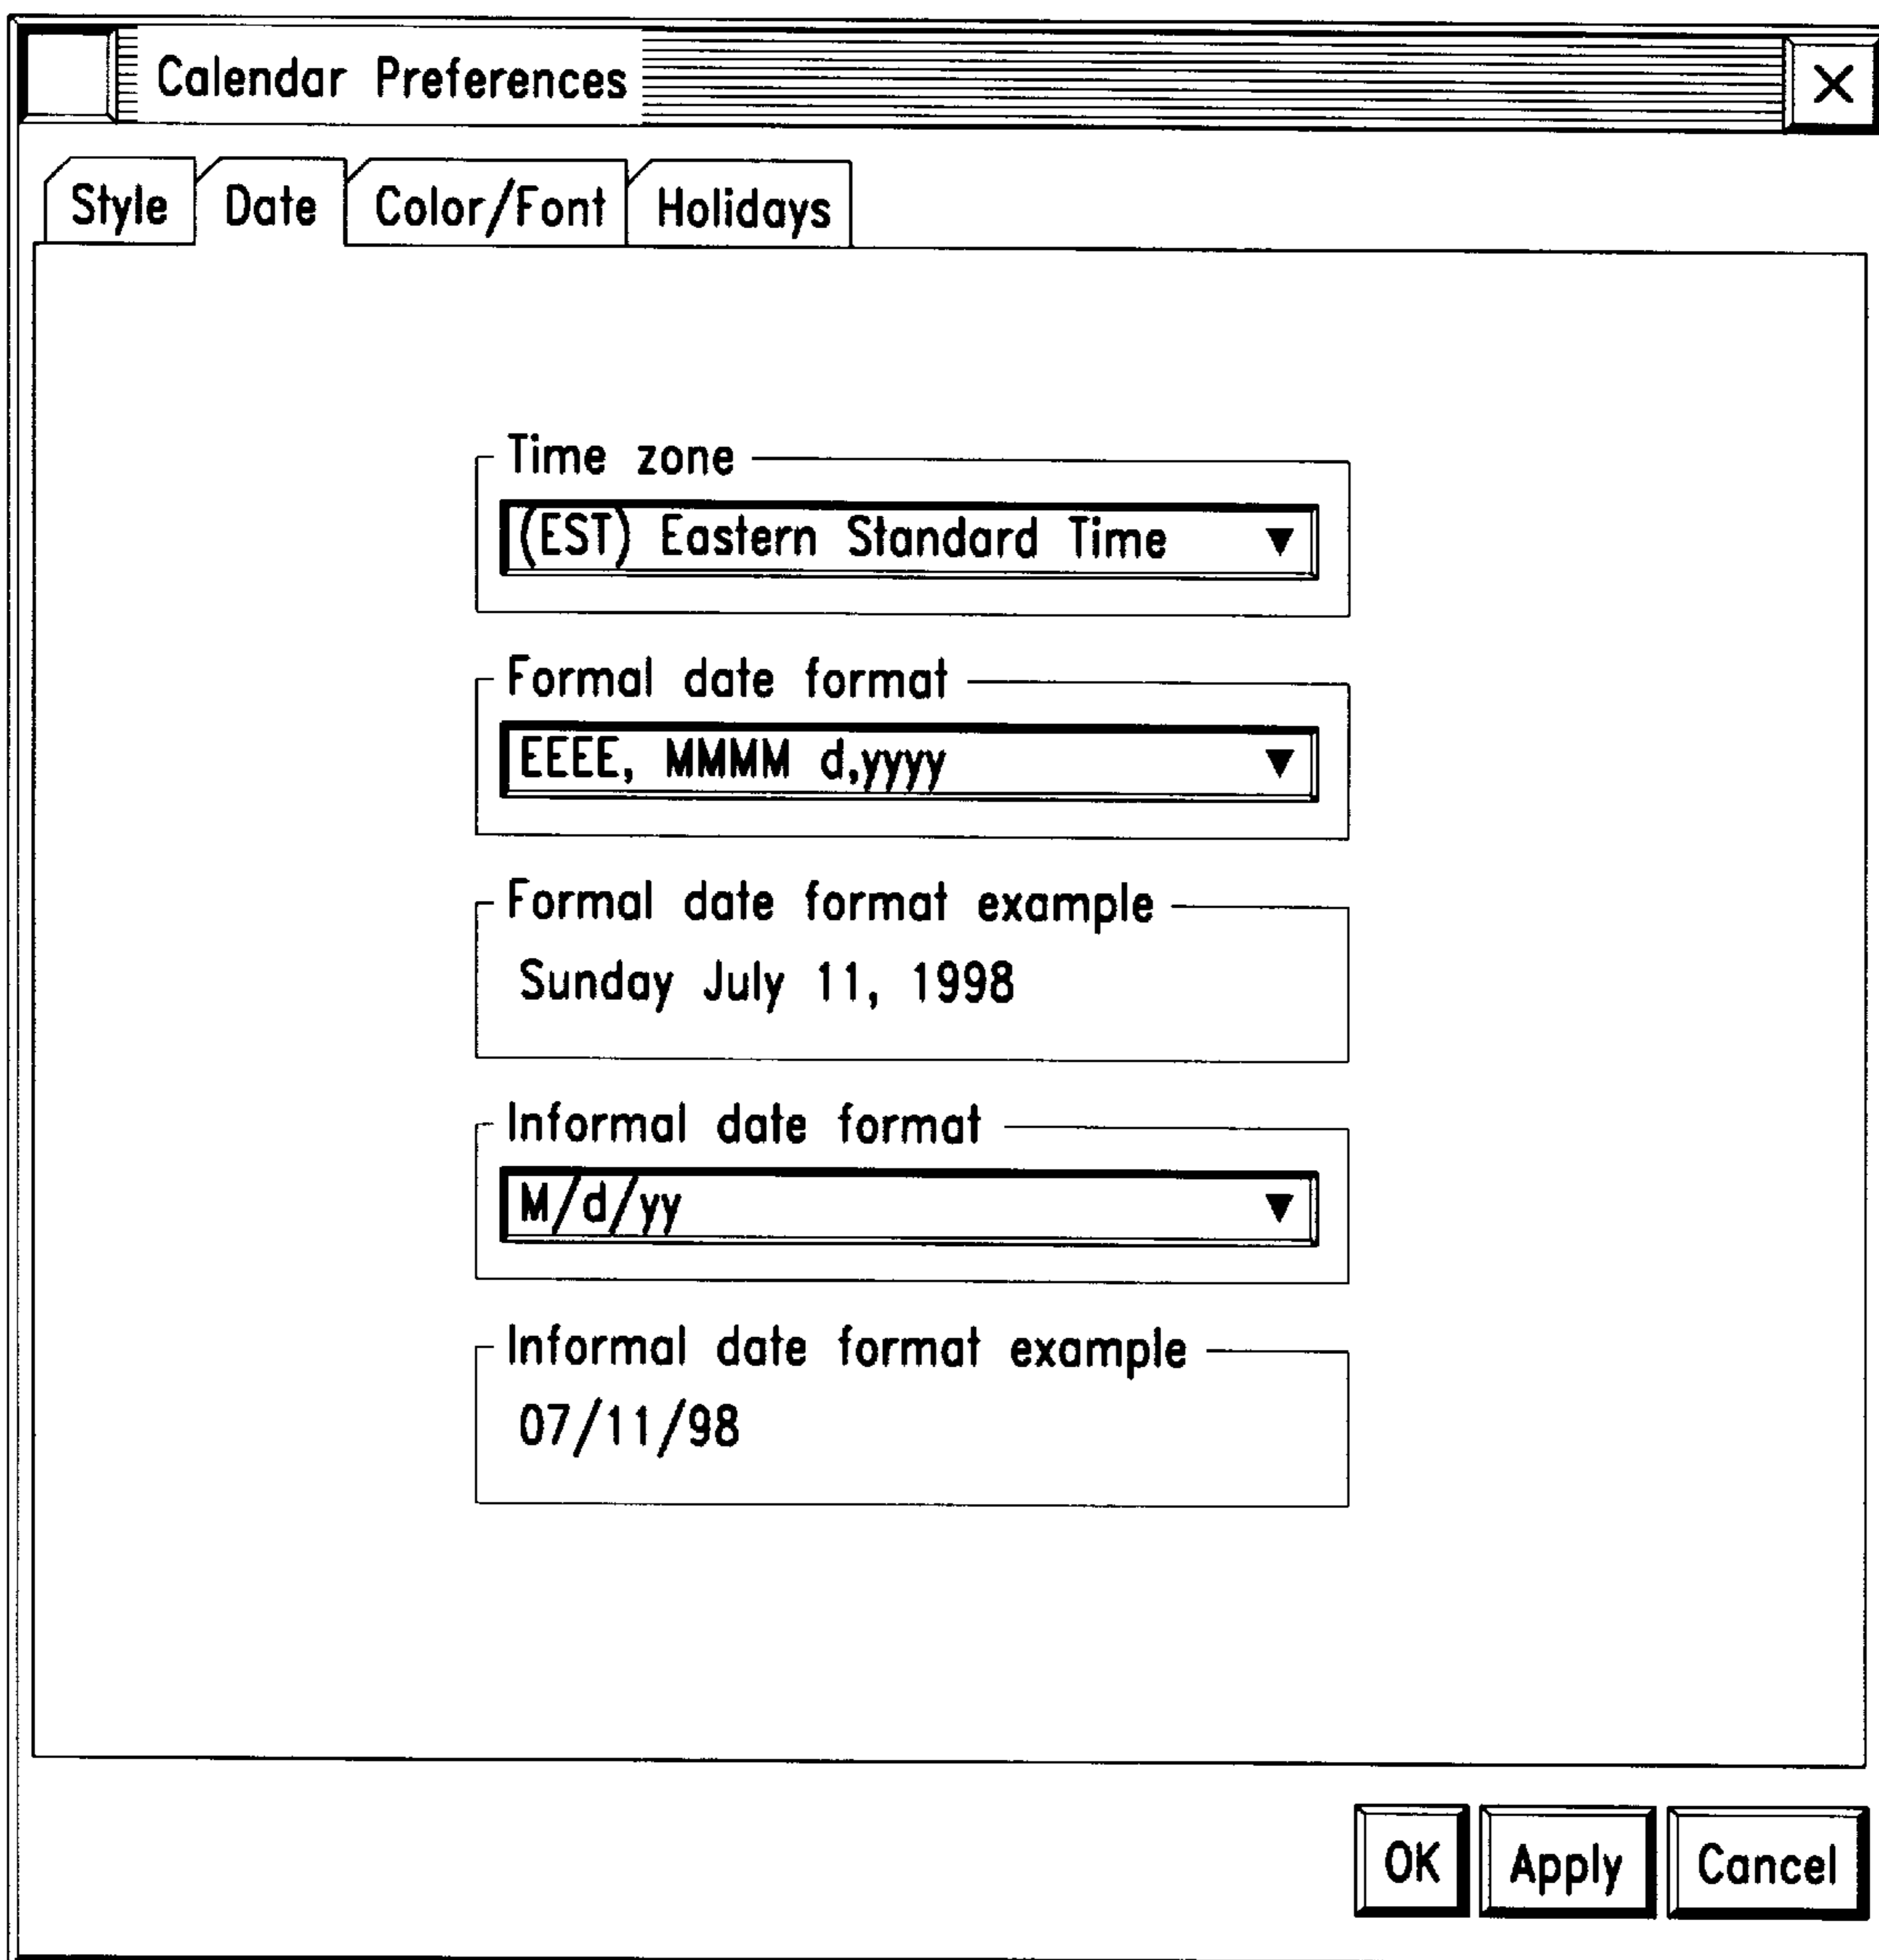 Calendar Preferences
Style Date Color/Font Holidays
Time zone
(EST) Eastern Standard Time
Formal date format
EEEE, MMMM d,yyyy
Formal date format example
Sunday July 11, 1998
Informal date format
M/d/yy
Informal date format example
07/11/98
OK Apply Cancel